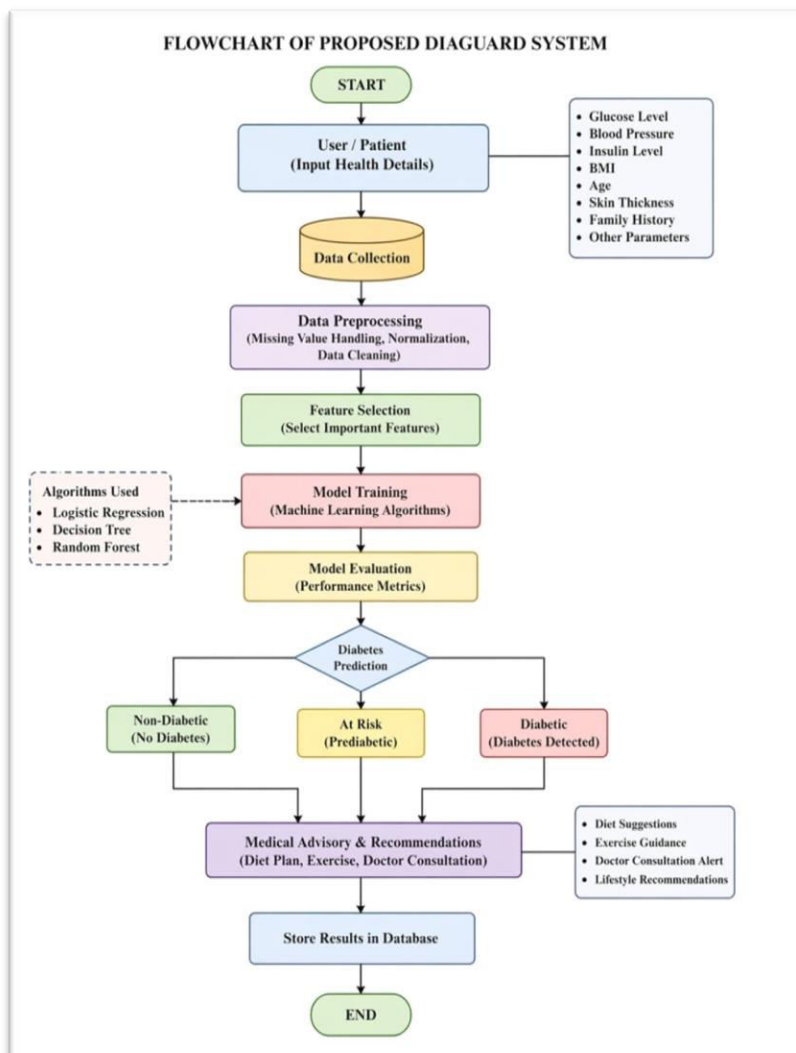 FLOWCHART OF PROPOSED DIAGUARD SYSTEM
START
User / Patient
(Input Health Details)
• Glucose Level
• Blood Pressure
• Insulin Level
• BMI
• Age
• Skin Thickness
• Family History
• Other Parameters
Data Collection
Data Preprocessing
(Missing Value Handling, Normalization,
Data Cleaning)
Feature Selection
(Select Important Features)
Algorithms Used
• Logistic Regression
• Decision Tree
• Random Forest
Model Training
(Machine Learning Algorithms)
Model Evaluation
(Performance Metrics)
Diabetes
Prediction
Non-Diabetic
(No Diabetes)
At Risk
(Prediabetic)
Diabetic
(Diabetes Detected)
Medical Advisory & Recommendations
(Diet Plan, Exercise, Doctor Consultation)
• Diet Suggestions
• Exercise Guidance
• Doctor Consultation Alert
• Lifestyle Recommendations
Store Results in Database
END